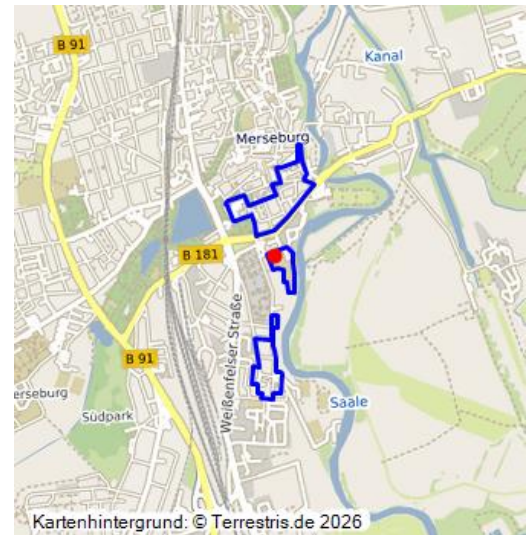 B 91
Kanal
Merseburg
B 181
Weißenfelser Straße
B 91
erseburg
Südpark
Saale
Kartenhintergrund: © Terrestris.de 2026